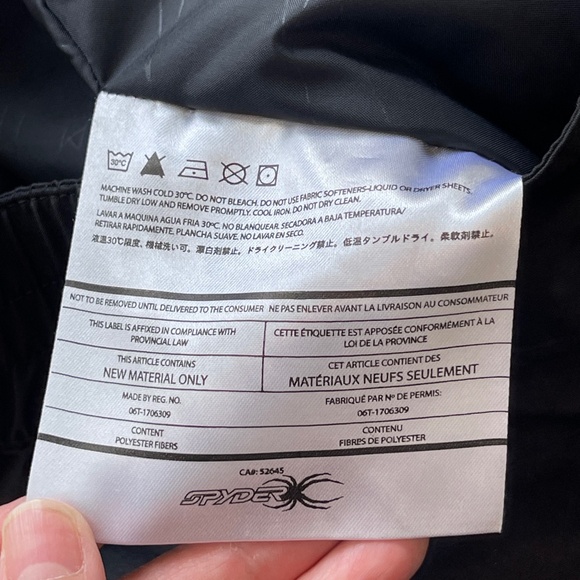 30°C
MACHINE WASH COLD 30°C. DO NOT BLEACH. DO NOT USE FABRIC SOFTENERS-LIQUID OR DRYER SHEETS.
TUMBLE DRY LOW AND REMOVE PROMPTLY. COOL IRON. DO NOT DRY CLEAN.
LAVAR A MAQUINA AGUA FRIA 30°C. NO BLANQUEAR. SECADORA A BAJA TEMPERATURA/
RETIRAR RAPIDAMENTE, PLANCHA SUAVE. NO LAVAR EN SECO.
液温30℃限度、機械洗い可。漂白剤禁止。ドライクリーニング禁止。低温タンブルドライ。柔軟剤禁止。
NOT TO BE REMOVED UNTIL DELIVERED TO THE CONSUMER NE PAS ENLEVER AVANT LA LIVRAISON AU CONSOMMATEUR
THIS LABEL IS AFFIXED IN COMPLIANCE WITH
PROVINCIAL LAW
CETTE ÉTIQUETTE EST APPOSÉE CONFORMÉMENT À LA
LOI DE LA PROVINCE
THIS ARTICLE CONTAINS
NEW MATERIAL ONLY
CET ARTICLE CONTIENT DES
MATÉRIAUX NEUFS SEULEMENT
MADE BY REG. NO.
06T-1706309
FABRIQUÉ PAR Nº DE PERMIS:
06T-1706309
CONTENT
POLYESTER FIBERS
CONTENU
FIBRES DE POLYESTER
CA#: 52645
SPYDER